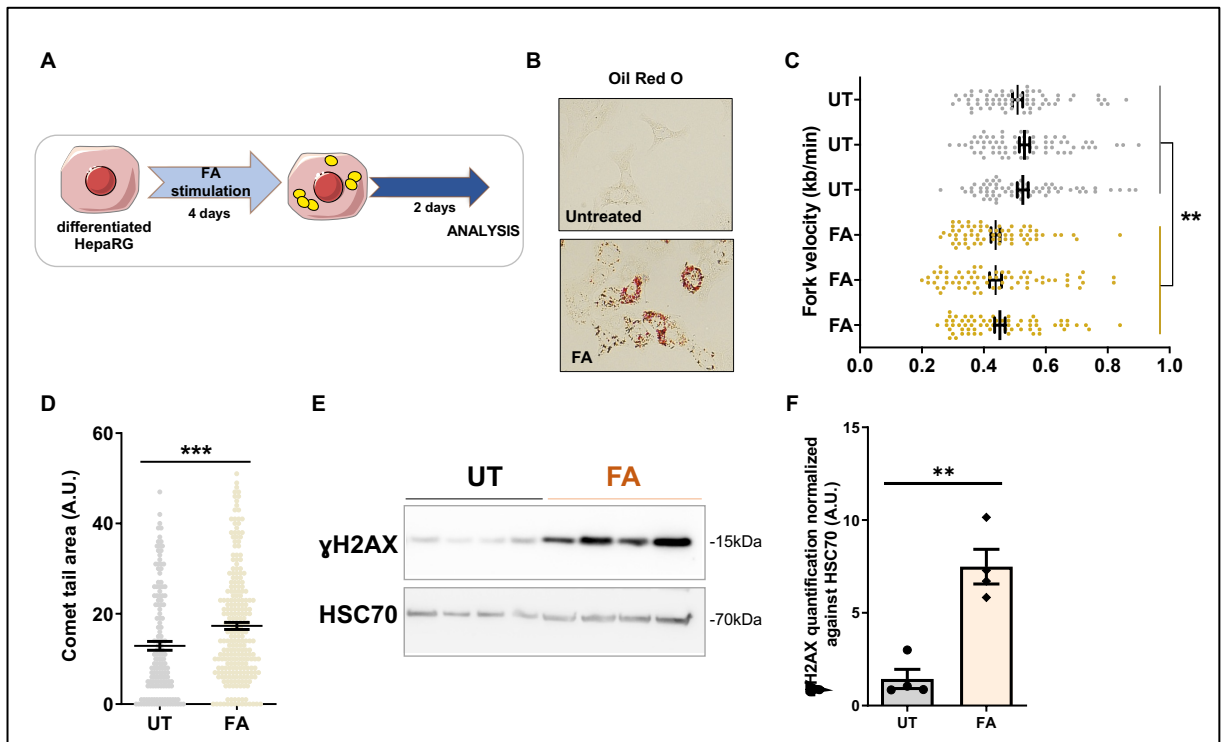 A
FA
stimulation
4 days
differentiated
HepaRG
2 days
ANALYSIS
B
Oil Red O
Untreated
FA
C
Fork velocity (kb/min)
UT
UT
UT
FA
FA
FA
**
0.0 0.2 0.4 0.6 0.8 1.0
D
Comet tail area (A.U.)
60
40
20
0
***
UT FA
E
UT FA
ɣH2AX
-15kDa
HSC70
-70kDa
F
H2AX quantification normalized
against HSC70 (A.U.)
15
10
5
0
**
UT FA